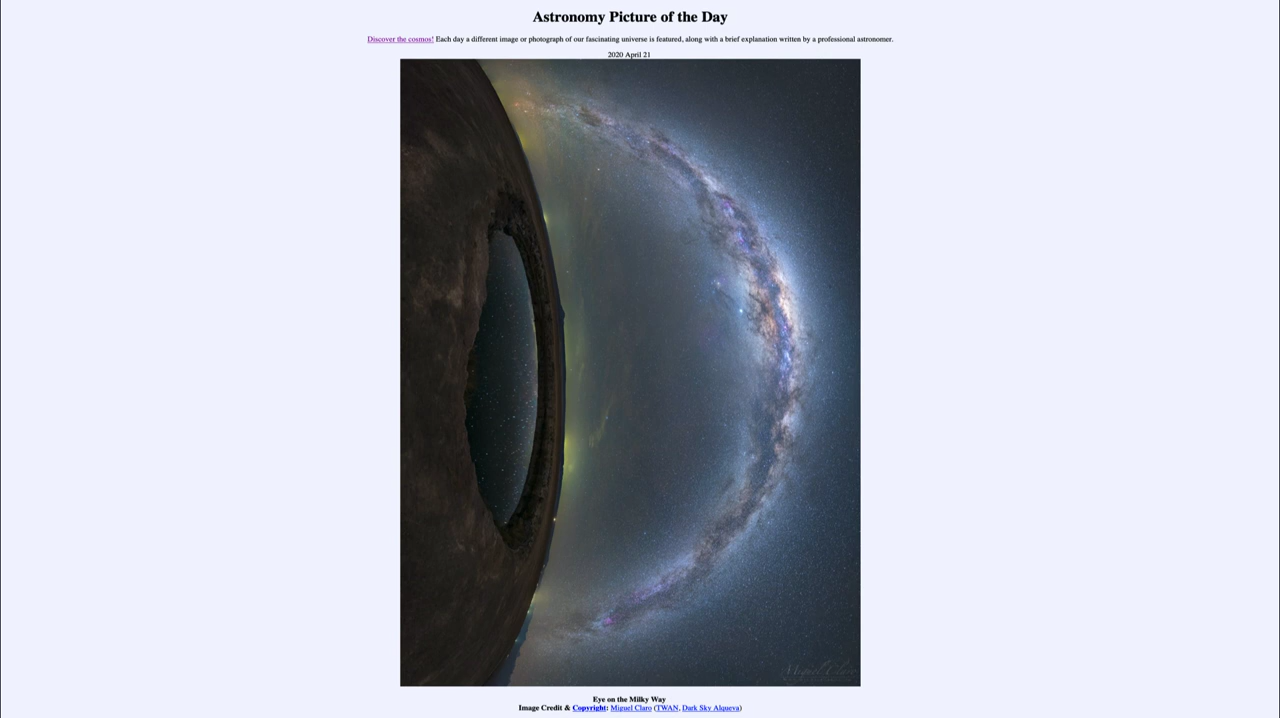 Astronomy Picture of the Day
Discover the cosmos! Each day a different image or photograph of our fascinating universe is featured, along with a brief explanation written by a professional astronomer.
2020 April 21
Miguel Claro
Eye on the Milky Way
Image Credit & Copyright: Miguel Claro (TWAN, Dark Sky Alqueva)